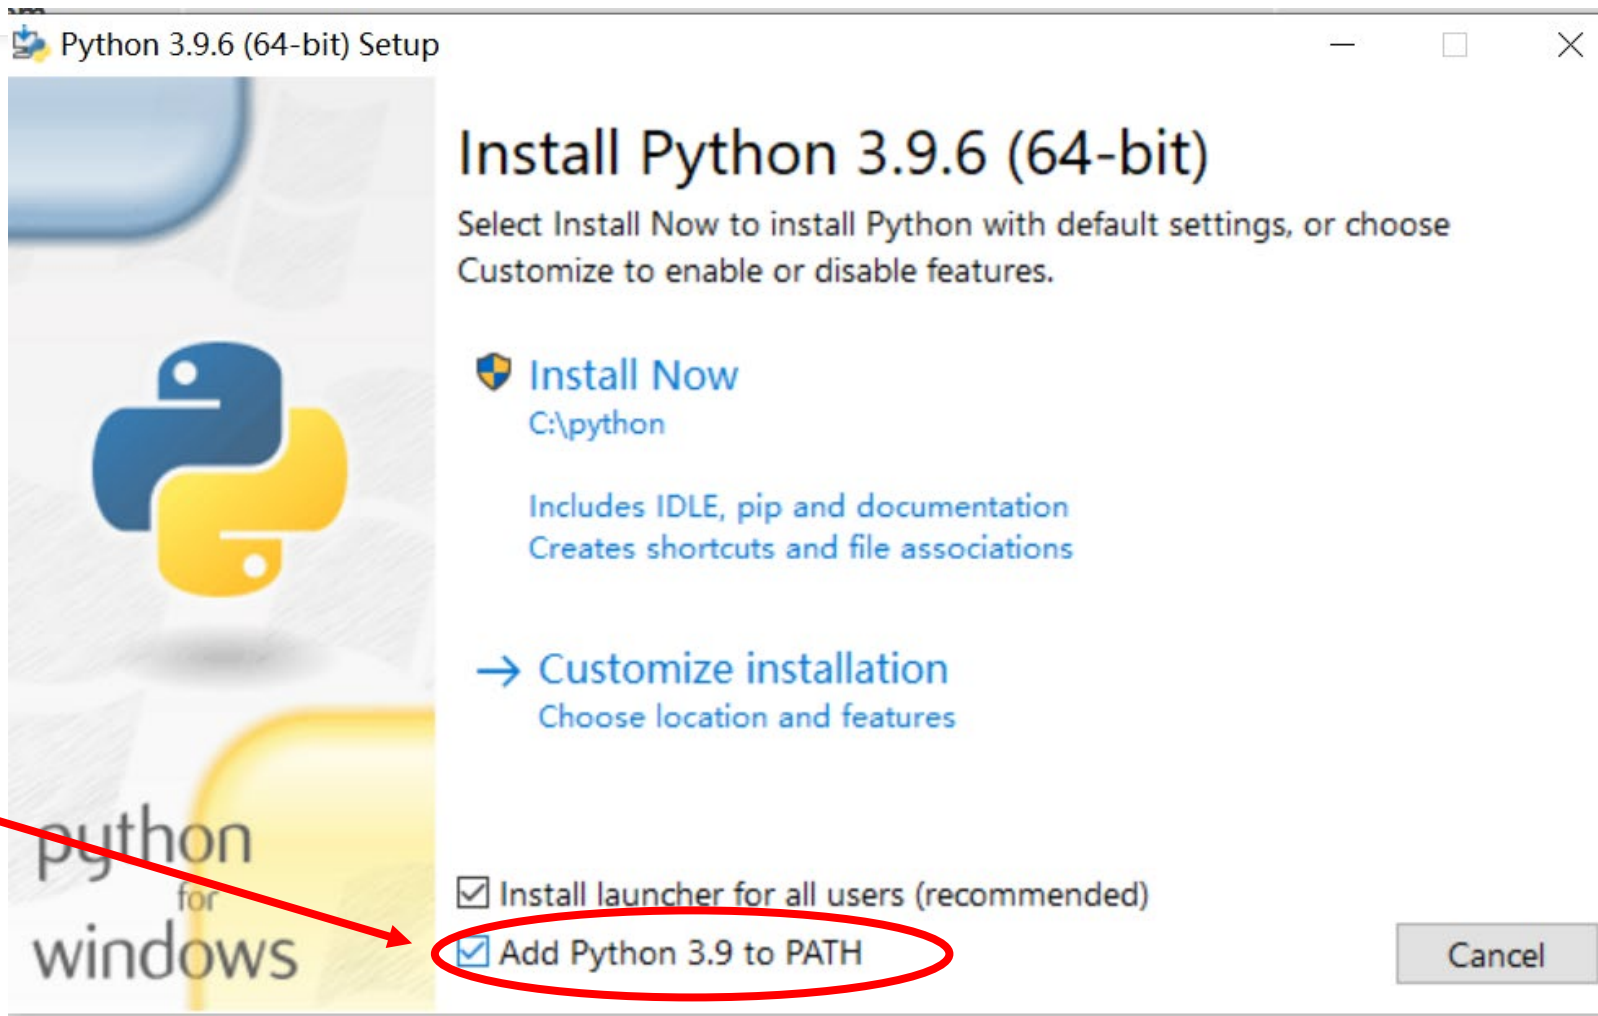 Python 3.9.6 (64-bit) Setup
Install Python 3.9.6 (64-bit)
Select Install Now to install Python with default settings, or choose
Customize to enable or disable features.
Install Now
C:\python
Includes IDLE, pip and documentation
Creates shortcuts and file associations
Customize installation
Choose location and features
python
for
windows
Install launcher for all users (recommended)
Add Python 3.9 to PATH
Cancel